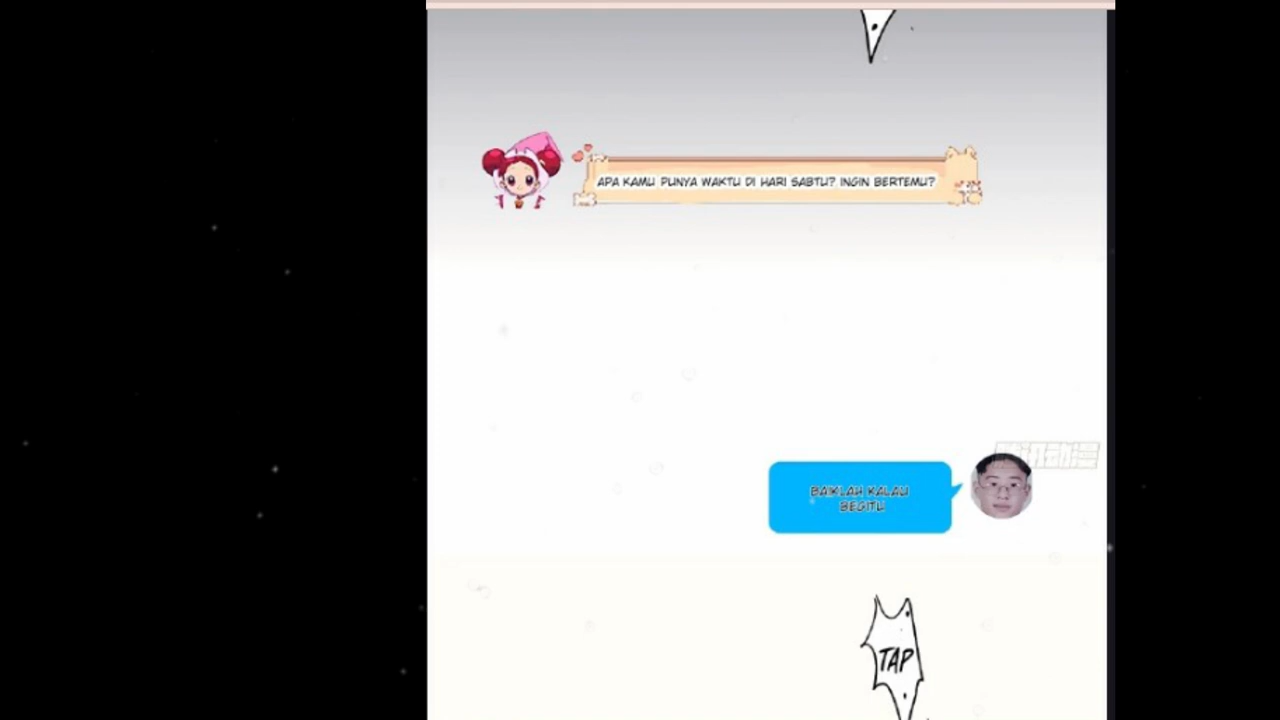 APA KAMU PUNYA WAKTU DI HARI SABTU? INGIN BERTEMU?
BAIKLAH KALAU
BEGITU
TAP